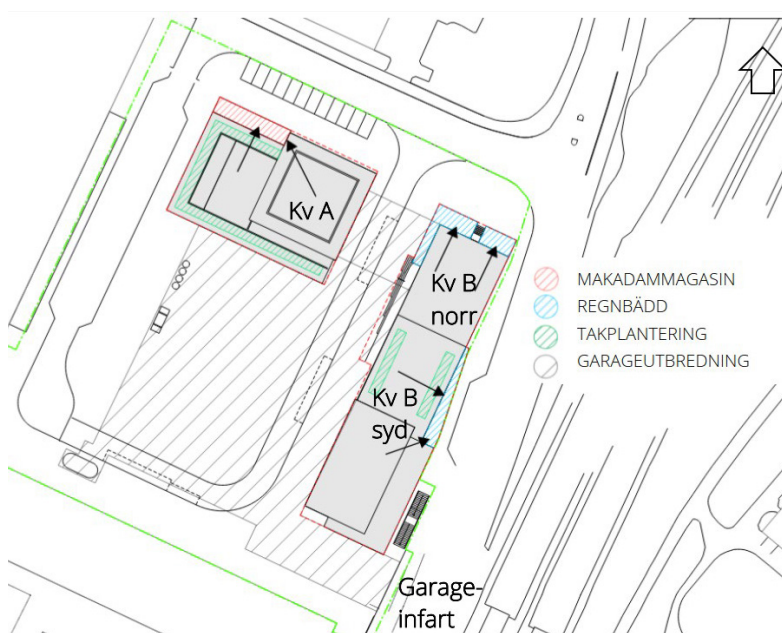 Kv A
Kv B
norr
Kv B
syd
MAKADAMMAGASIN
REGNBÄDD
TAKPLANTERING
GARAGEUTBREDNING
Garage-
infart